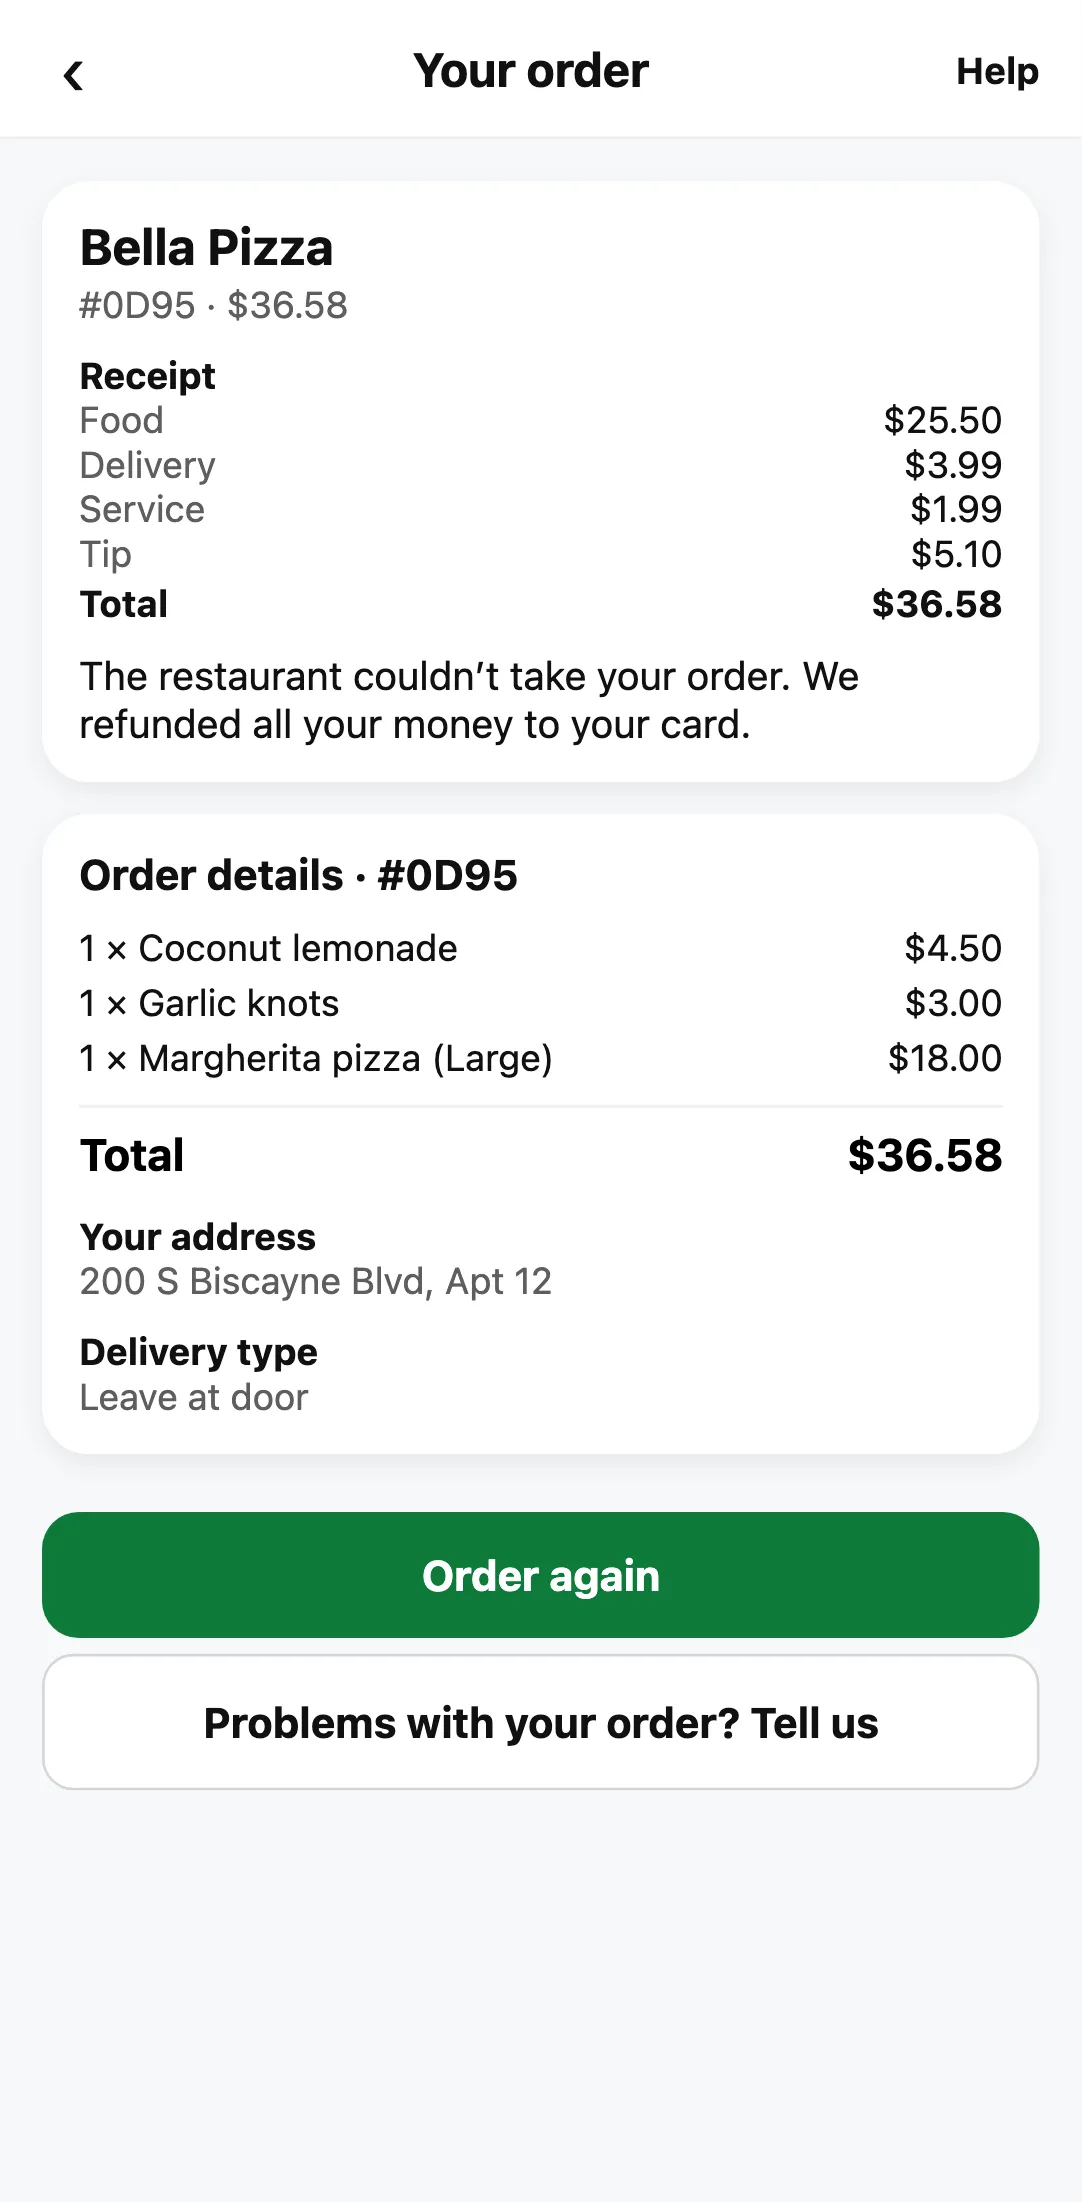 ‹ Your order Help
Bella Pizza
#0D95 · $36.58
Receipt
Food $25.50
Delivery $3.99
Service $1.99
Tip $5.10
Total $36.58
The restaurant couldn’t take your order. We
refunded all your money to your card.
Order details · #0D95
1 × Coconut lemonade $4.50
1 × Garlic knots $3.00
1 × Margherita pizza (Large) $18.00
Total $36.58
Your address
200 S Biscayne Blvd, Apt 12
Delivery type
Leave at door
Order again
Problems with your order? Tell us